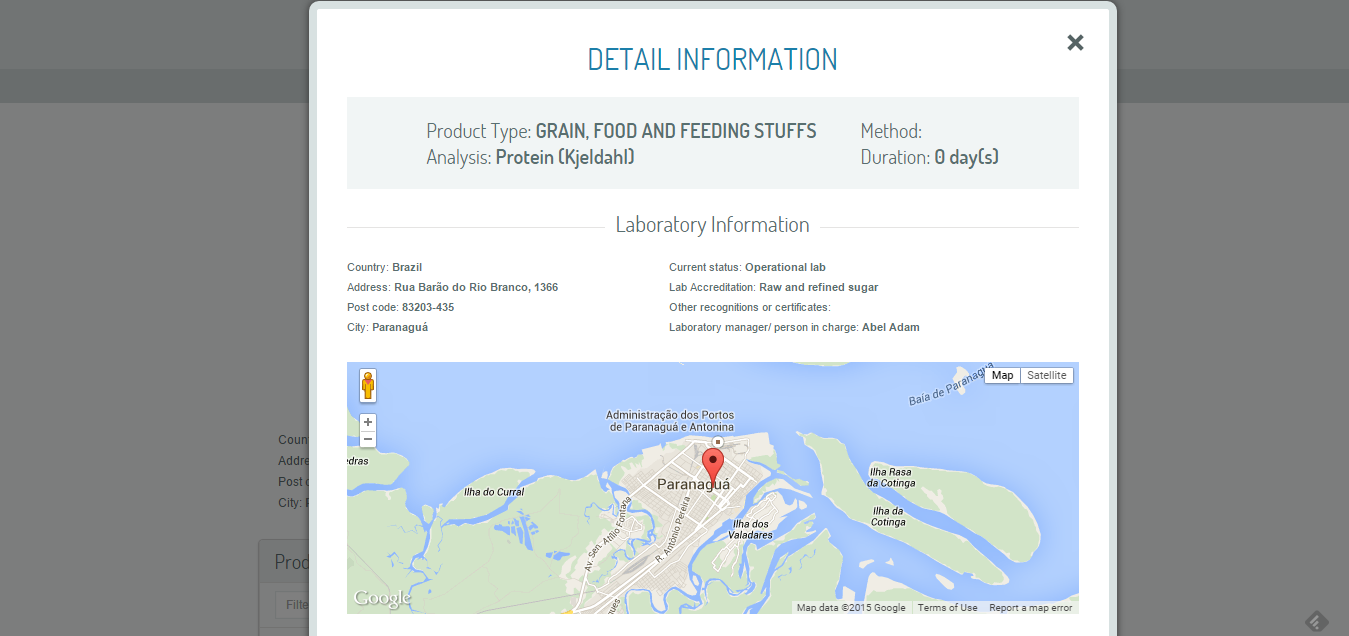 DETAIL INFORMATION
Product Type: GRAIN, FOOD AND FEEDING STUFFS
Method:
Analysis: Protein (Kjeldahl)
Duration: 0 day(s)
Laboratory Information
Country: Brazil
Current status: Operational lab
Address: Rua Barão do Rio Branco, 1366
Lab Accreditation: Raw and refined sugar
Post code: 83203-435
Other recognitions or certificates:
City: Paranaguá
Laboratory manager/ person in charge: Abel Adam
Map
Satellite
Baía de Paranaguá
+
−
Administração dos Portos
de Paranaguá e Antonina
edras
Ilha do Curral
Paranaguá
Ilha Rasa
da Cotinga
Ilha da
Cotinga
Ilha dos
Valadares
Av. Sen. Atílio Fontana
R. Antônio Pereira
ques
Google
Map data ©2015 Google
Terms of Use
Report a map error
Coun
Addre
Post c
City: P
Prod
Filte